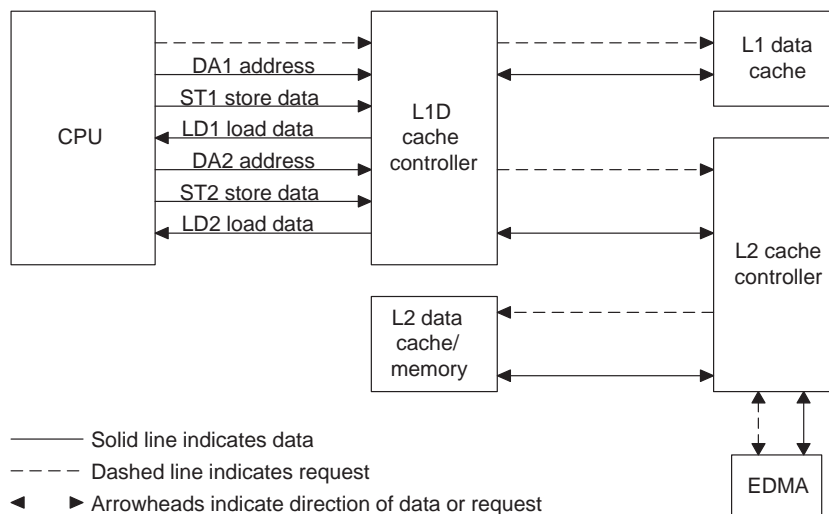 CPU
DA1 address
ST1 store data
LD1 load data
DA2 address
ST2 store data
LD2 load data
L1D
cache
controller
L1 data
cache
L2 cache
controller
L2 data
cache/
memory
EDMA
Solid line indicates data
Dashed line indicates request
Arrowheads indicate direction of data or request